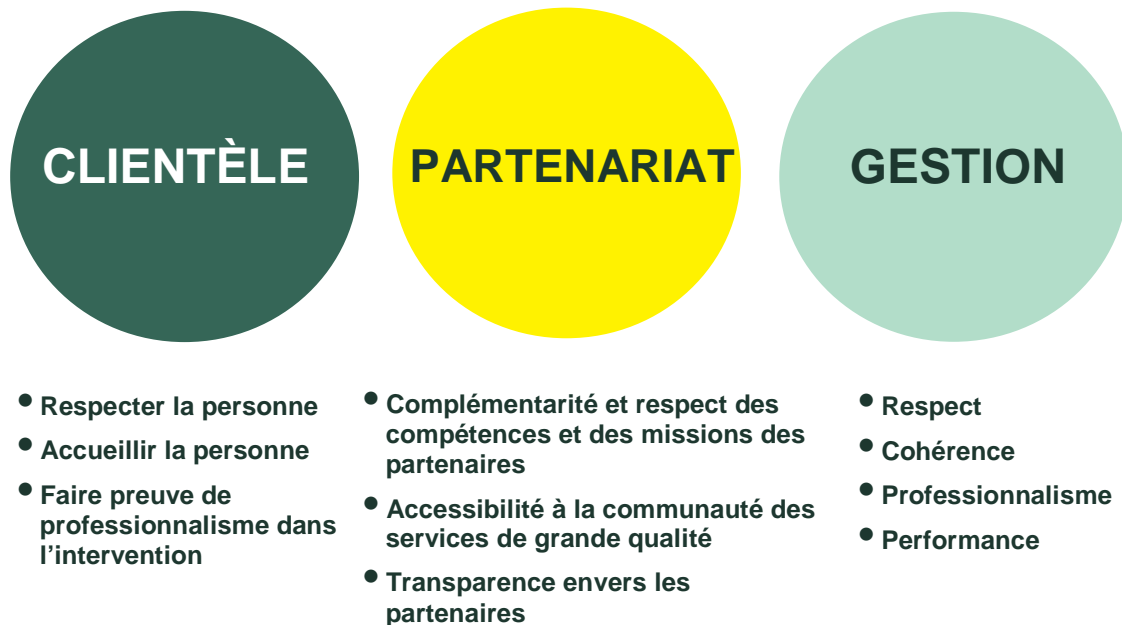 CLIENTÈLE
PARTENARIAT
GESTION
• Respecter la personne
• Accueillir la personne
• Faire preuve de
professionnalisme dans
l'intervention
• Complémentarité et respect des
compétences et des missions des
partenaires
• Accessibilité à la communauté des
services de grande qualité
• Transparence envers les
partenaires
• Respect
• Cohérence
• Professionnalisme
• Performance